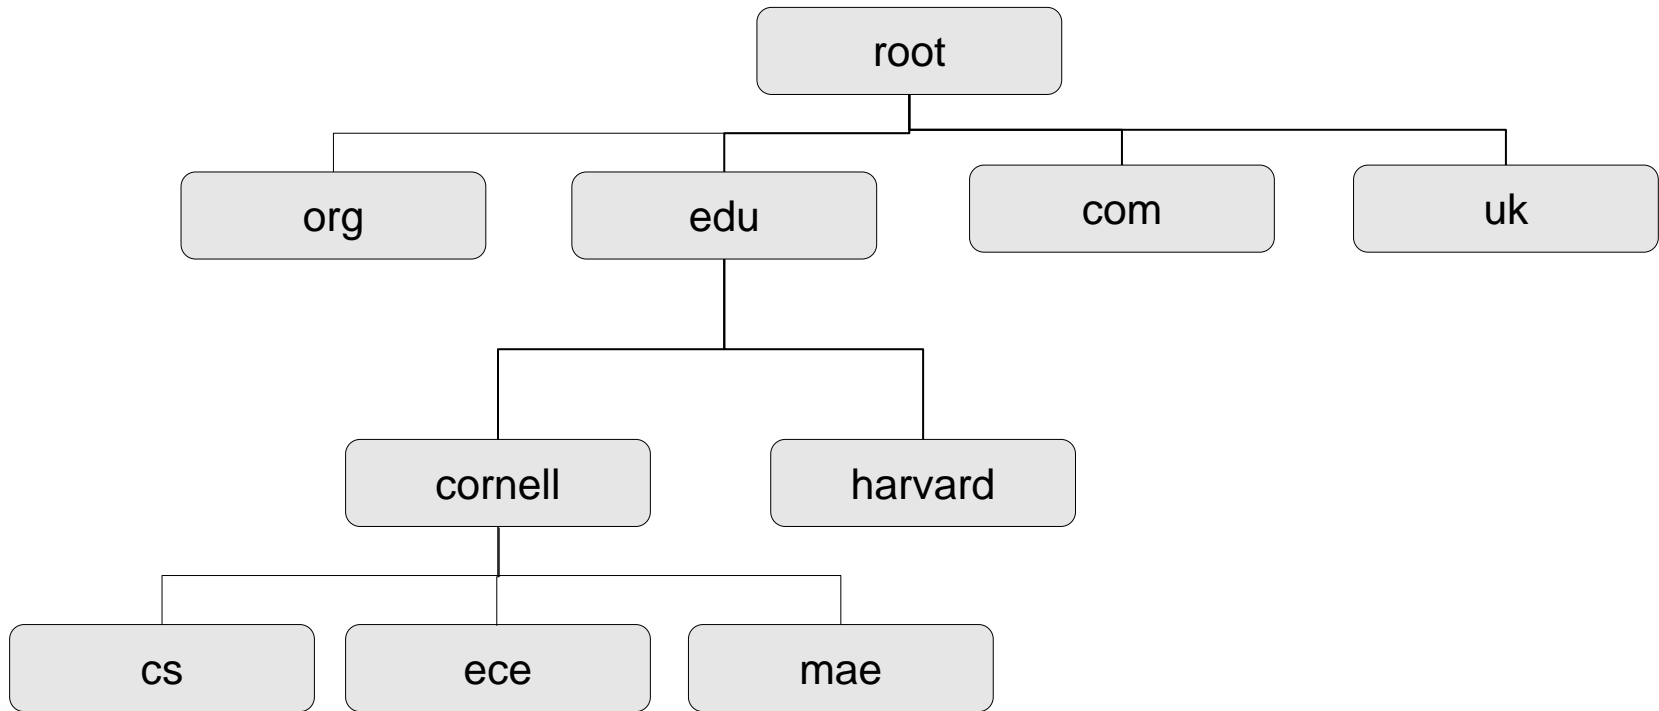 root
org
edu
com
uk
cornell
harvard
cs
ece
mae